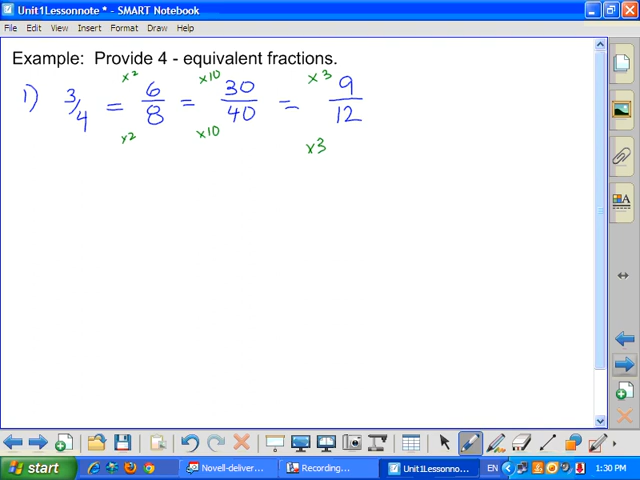 Unit1Lessonnote * - SMART Notebook
File Edit View Insert Format Draw Help
Example: Provide 4 - equivalent fractions.
x2 x10 x3
1) 3/4 = 6/8 = 30/40 = 9/12
x2 x10 x3
start Novell-deliver... Recording... Unit1Lessonno... EN 1:30 PM